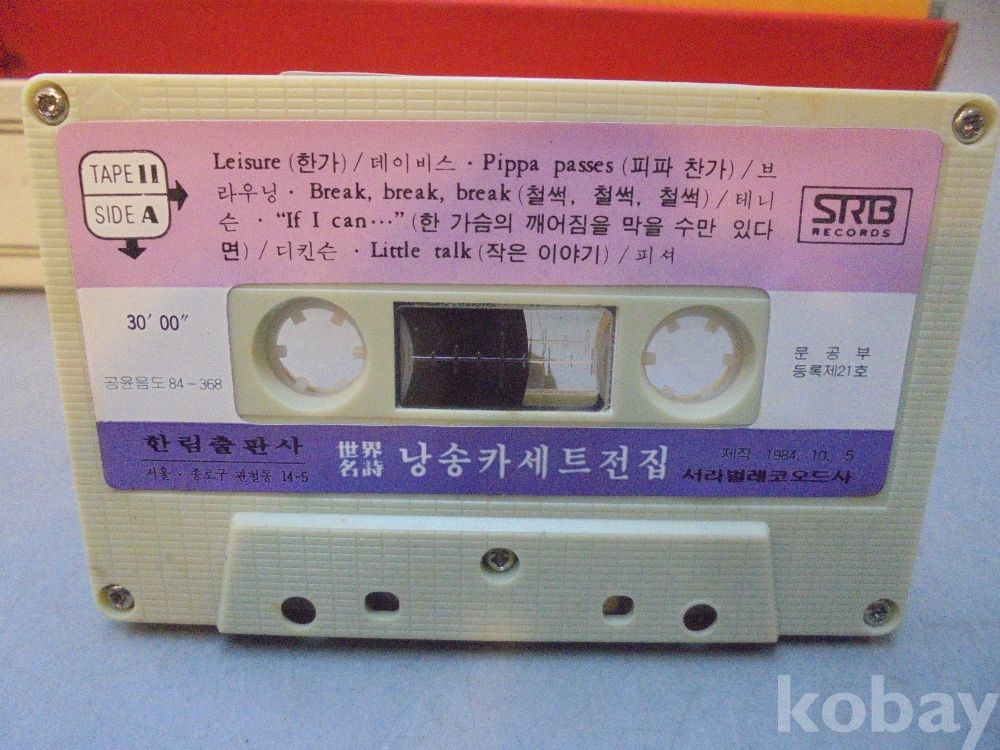 TAPE 11
SIDE A
Leisure (한가) / 데이비스 · Pippa passes (피파 찬가) / 브
라우닝 · Break, break, break (철썩, 철썩, 철썩) / 테니
슨 · “If I can…” (한 가슴의 깨어짐을 막을 수만 있다
면) / 디킨슨 · Little talk (작은 이야기) / 피셔
SRB
RECORDS
30′ 00″
공윤음도 84-368
문 공 부
등록제21호
한림출판사
서울·종로구 관철동 14-5
世界
名詩
낭송카세트전집
제작 1984. 10. 5
서라벌레코오드사
kobay